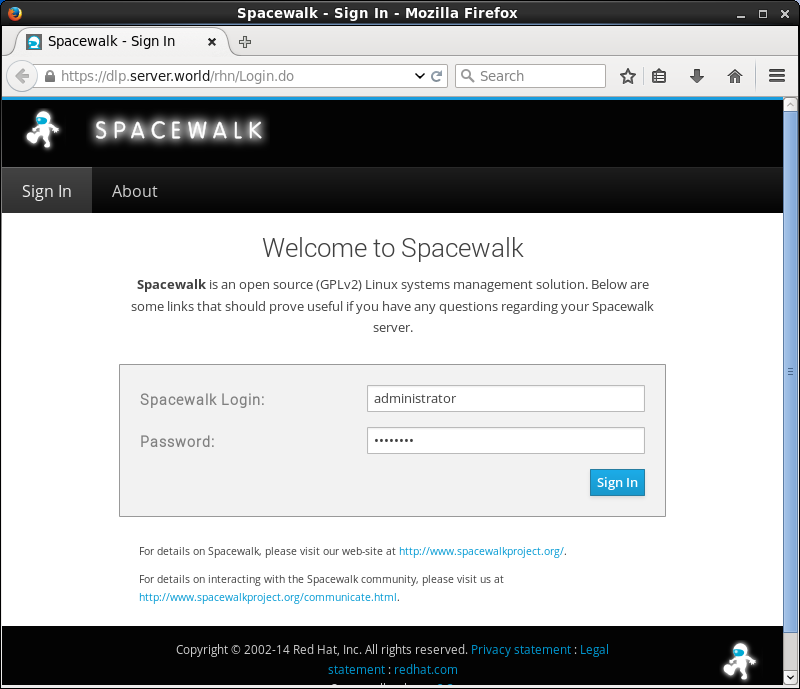 Spacewalk - Sign In - Mozilla Firefox
Spacewalk - Sign In
https://dlp.server.world/rhn/Login.do
Search
SPACEWALK
Sign In
About
Welcome to Spacewalk
Spacewalk is an open source (GPLv2) Linux systems management solution. Below are
some links that should prove useful if you have any questions regarding your Spacewalk
server.
Spacewalk Login:
administrator
Password:
••••••••
Sign In
For details on Spacewalk, please visit our web-site at http://www.spacewalkproject.org/.
For details on interacting with the Spacewalk community, please visit us at
http://www.spacewalkproject.org/communicate.html.
Copyright © 2002-14 Red Hat, Inc. All rights reserved. Privacy statement : Legal
statement : redhat.com